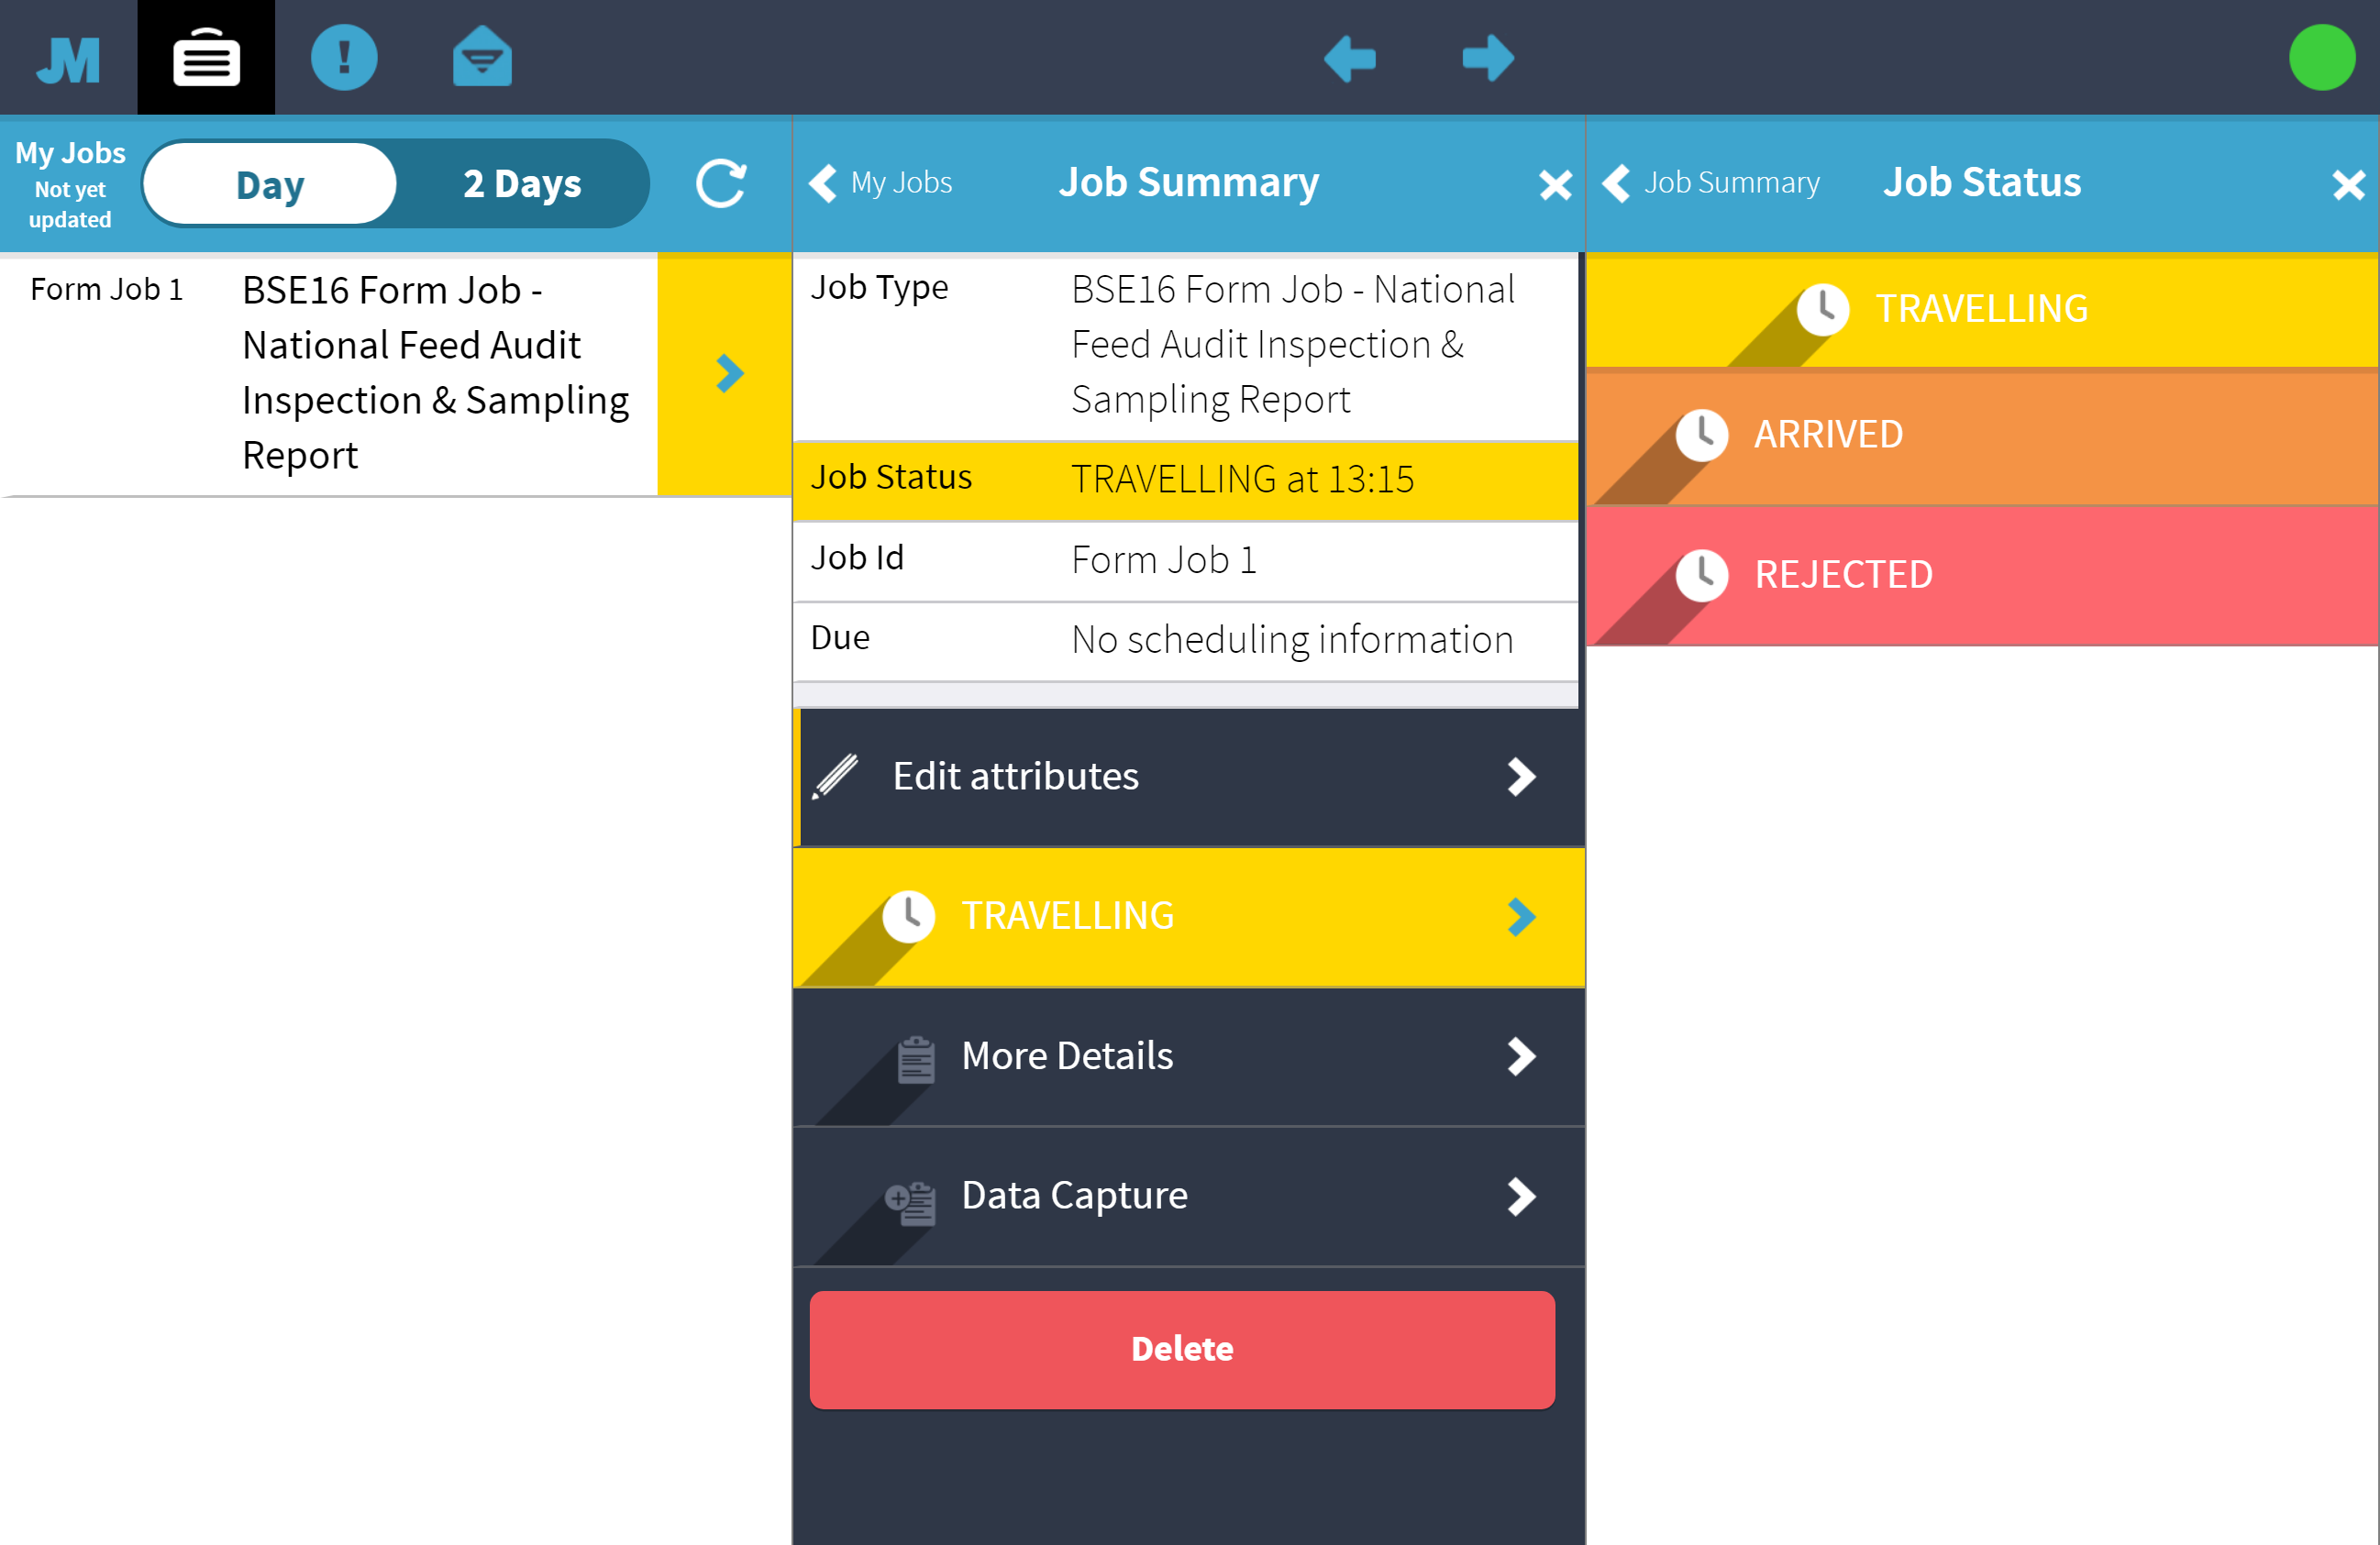 JM
My Jobs
Not yet
updated
Day
2 Days
Form Job 1
BSE16 Form Job -
National Feed Audit
Inspection & Sampling
Report
My Jobs
Job Summary
Job Type
BSE16 Form Job - National
Feed Audit Inspection &
Sampling Report
Job Status
TRAVELLING at 13:15
Job Id
Form Job 1
Due
No scheduling information
Edit attributes
TRAVELLING
More Details
Data Capture
Delete
Job Summary
Job Status
TRAVELLING
ARRIVED
REJECTED